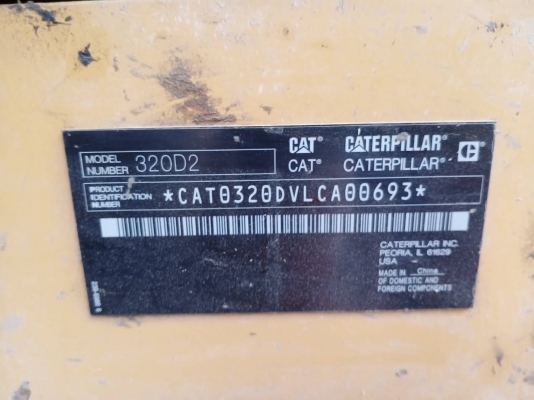 CAT® CATERPILLAR®
MODEL NUMBER 320D2 CAT® CATERPILLAR® C
PRODUCT IDENTIFICATION NUMBER *CAT0320DVLCA00693*
CATERPILLAR INC.
PEORIA, IL 61629
USA
MADE IN China
OF DOMESTIC AND
FOREIGN COMPONENTS